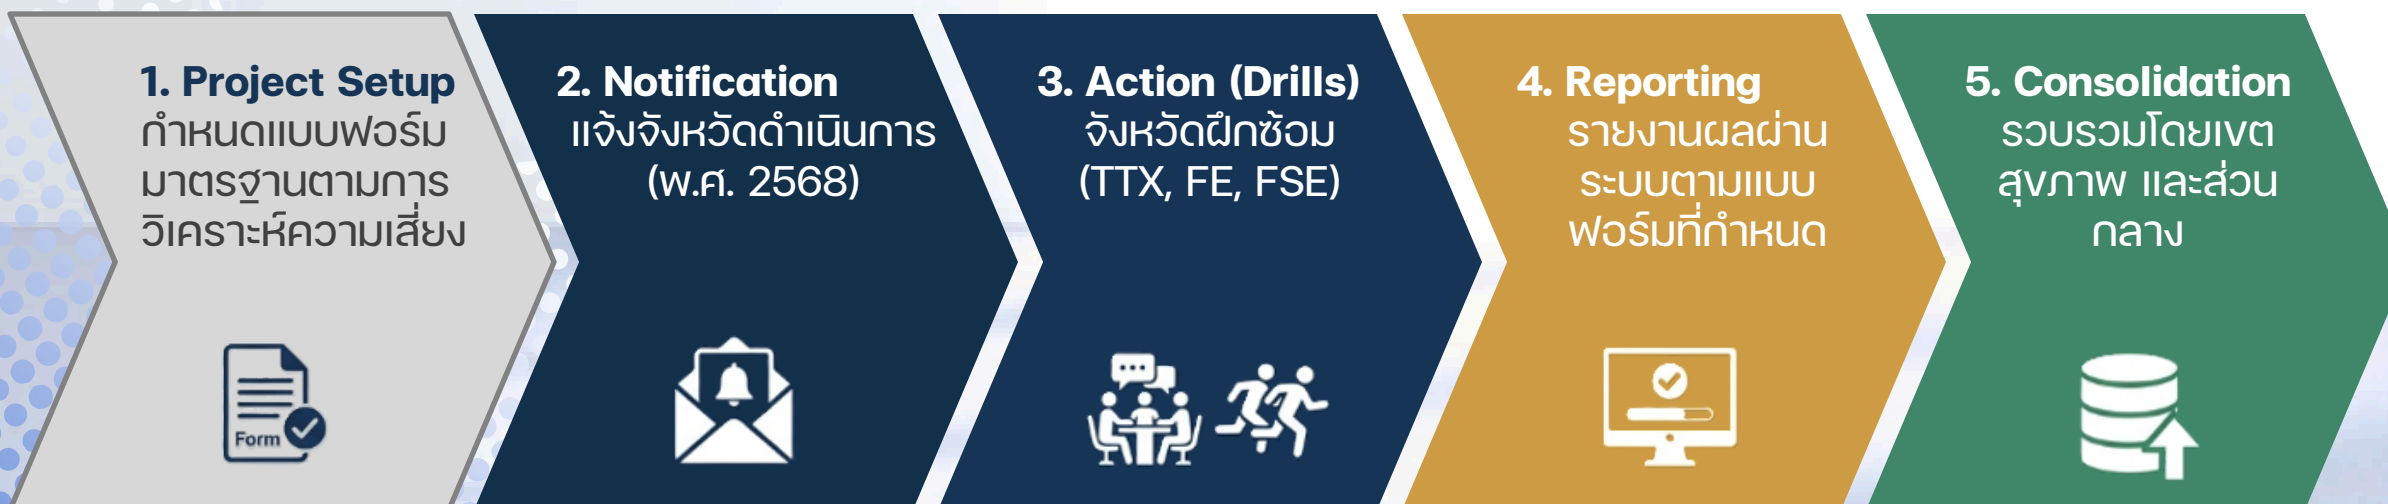 1. Project Setup
กำหนดแบบฟอร์ม
มาตรฐานตามการ
วิเคราะห์ความเสี่ยง
Form
2. Notification
แจ้งจังหวัดดำเนินการ
(พ.ศ. 2568)
3. Action (Drills)
จังหวัดฝึกซ้อม
(TTX, FE, FSE)
4. Reporting
รายงานผลผ่าน
ระบบตามแบบ
ฟอร์มที่กำหนด
5. Consolidation
รวบรวมโดยเขต
สุขภาพ และส่วน
กลาง